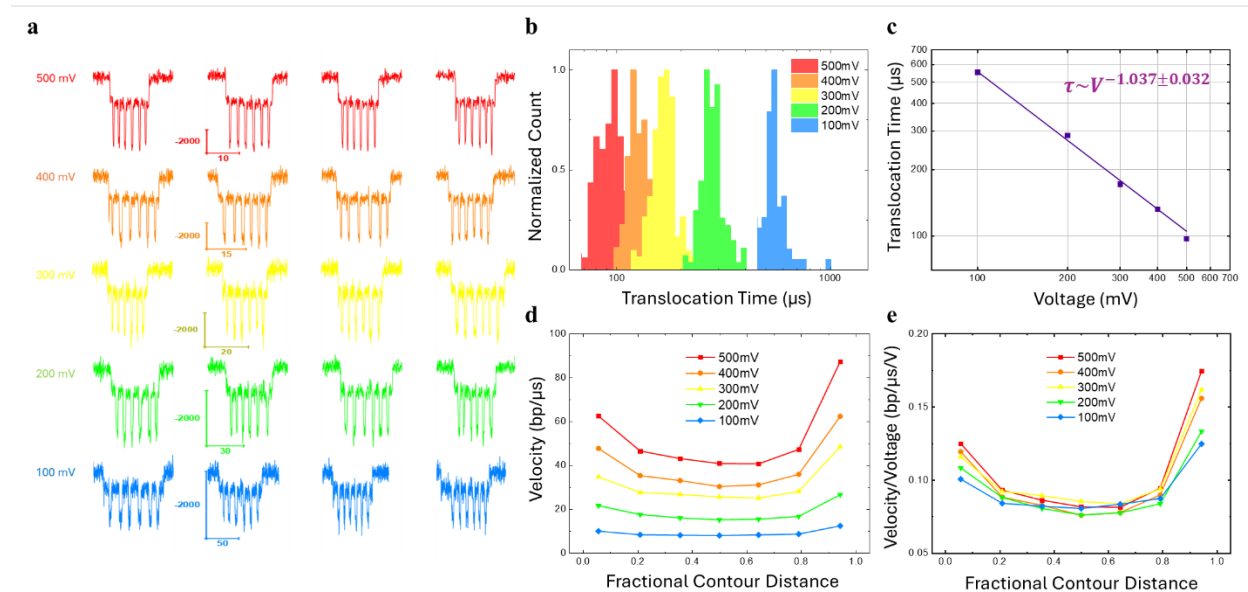 a
500 mV
-2000
10
400 mV
-2000
15
300 mV
-2000
20
200 mV
-2000
30
100 mV
-2000
50
b
Normalized Count
1.0
0.5
0.0
500mV
400mV
300mV
200mV
100mV
100 1000
Translocation Time (µs)
c
Translocation Time (µs)
700
600
500
400
300
200
100
τ~V^−1.037±0.032
100 200 300 400 500 600 700
Voltage (mV)
d
Velocity (bp/µs)
100
80
60
40
20
0
500mV
400mV
300mV
200mV
100mV
0.0 0.2 0.4 0.6 0.8 1.0
Fractional Contour Distance
e
Velocity/Voltage (bp/µs/V)
0.20
0.15
0.10
0.05
500mV
400mV
300mV
200mV
100mV
0.0 0.2 0.4 0.6 0.8 1.0
Fractional Contour Distance